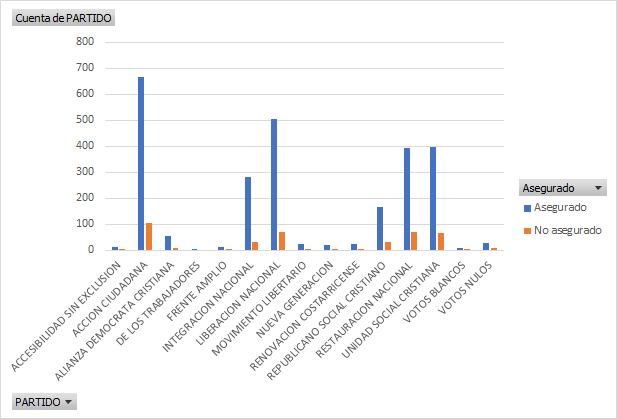 Cuenta de PARTIDO
800
700
600
500
400
300
200
100
0
Asegurado
Asegurado
No asegurado
ACCESIBILIDAD SIN EXCLUSION
ACCION CIUDADANA
ALIANZA DEMOCRATA CRISTIANA
DE LOS TRABAJADORES
FRENTE AMPLIO
INTEGRACION NACIONAL
LIBERACION NACIONAL
MOVIMIENTO LIBERTARIO
NUEVA GENERACION
RENOVACION COSTARRICENSE
REPUBLICANO SOCIAL CRISTIANO
RESTAURACION NACIONAL
UNIDAD SOCIAL CRISTIANA
VOTOS BLANCOS
VOTOS NULOS
PARTIDO